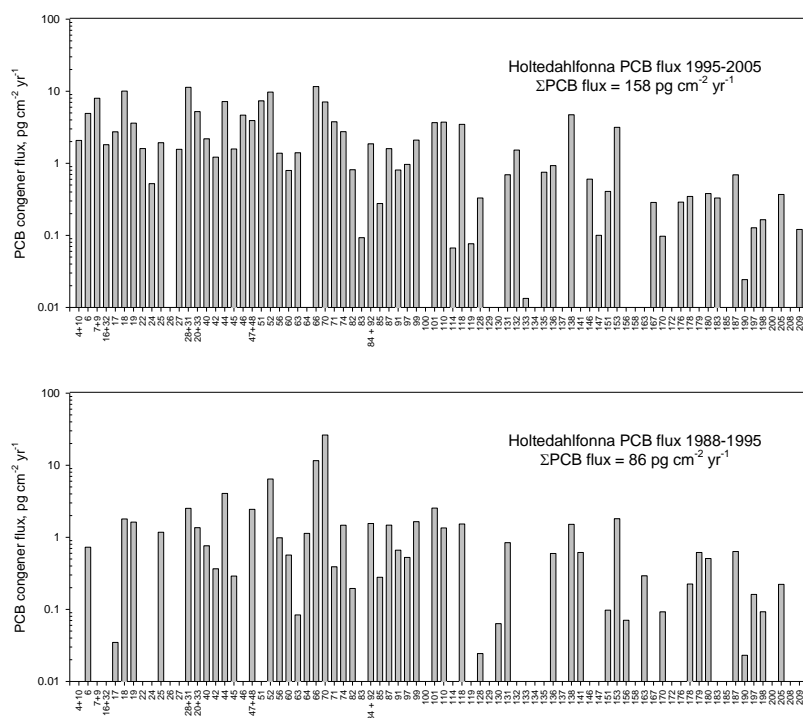 100
10
1
0.1
0.01
PCB congener flux, pg cm-2 yr-1
Holtedahlfonna PCB flux 1995-2005
ΣPCB flux = 158 pg cm-2 yr-1
4+10 6 7+9 16+32 17 18 19 22 24 25 26 27 28+31 20+33 40 42 44 45 46 47+48 51 52 56 60 63 64 66 70 71 74 82 83 84 + 92 85 87 91 97 99 100 101 110 114 118 119 128 129 130 131 132 133 134 135 136 137 138 141 146 147 151 153 156 158 163 167 170 172 176 178 179 180 183 185 187 190 197 198 200 205 208 209
100
10
1
0.1
0.01
PCB congener flux, pg cm-2 yr-1
Holtedahlfonna PCB flux 1988-1995
ΣPCB flux = 86 pg cm-2 yr-1
4+10 6 7+9 16+32 17 18 19 22 24 25 26 27 28+31 20+33 40 42 44 45 46 47+48 51 52 56 60 63 64 66 70 71 74 82 83 84 + 92 85 87 91 97 99 100 101 110 114 118 119 128 129 130 131 132 133 134 135 136 137 138 141 146 147 151 153 156 158 163 167 170 172 176 178 179 180 183 185 187 190 197 198 200 205 208 209